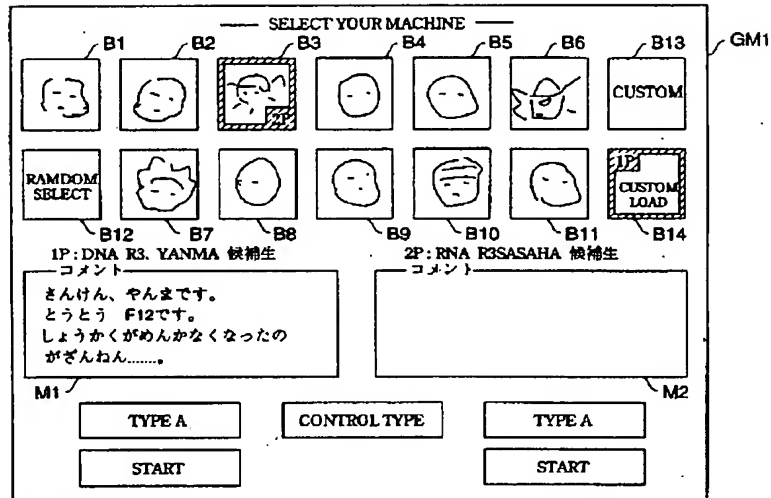 SELECT YOUR MACHINE
B1 B2 B3 B4 B5 B6 B13 GM1
2P CUSTOM
RAMDOM SELECT 1P CUSTOM LOAD
B12 B7 B8 B9 B10 B11 B14
1P:DNA R3、YANMA 候補生 2P:RNA R3SASAHA 候補生
コメント コメント
さんけん、やんまです。
とうとう F12です。
しょうかくがめんかなくなったの
がざんねん.......。
M1 M2
TYPE A CONTROL TYPE TYPE A
START START